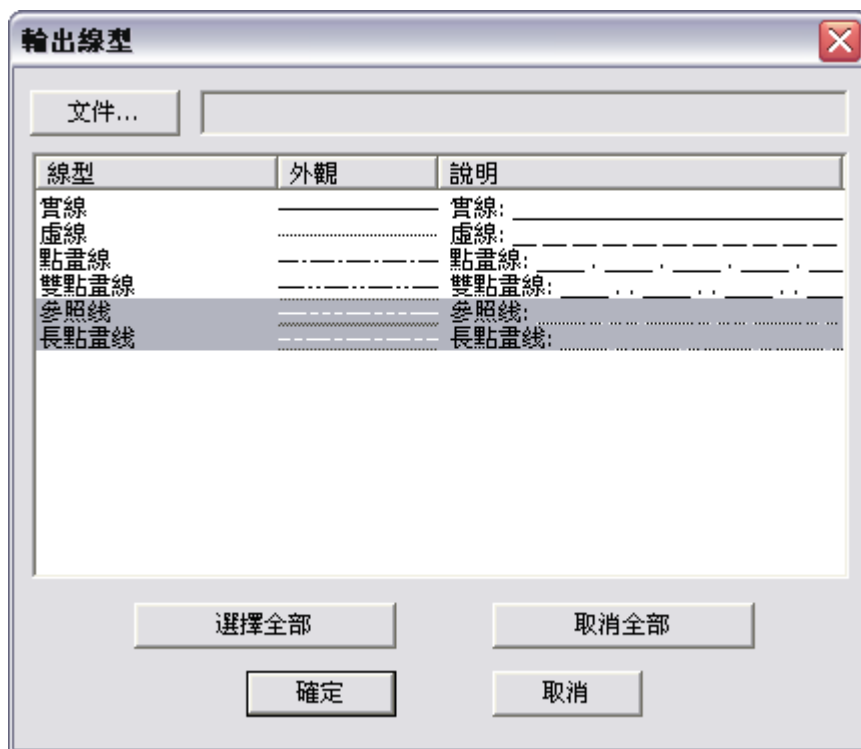 輸出線型
文件...
線型 外觀 說明
實線 實線:
虛線 虛線:
點畫線 點畫線:
雙點畫線 雙點畫線:
參照线 參照线:
長點畫线 長點畫线:
選擇全部 取消全部
確定 取消